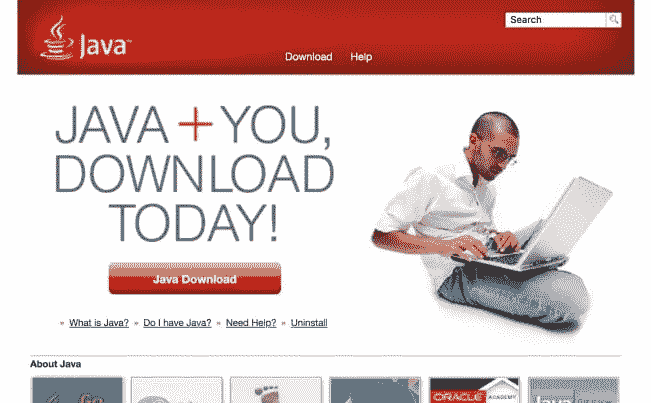 Java™
Search
Download Help
JAVA + YOU,
DOWNLOAD
TODAY!
Java Download
» What is Java? » Do I have Java? » Need Help? » Uninstall
About Java
ORACLE ACADEMY
Java